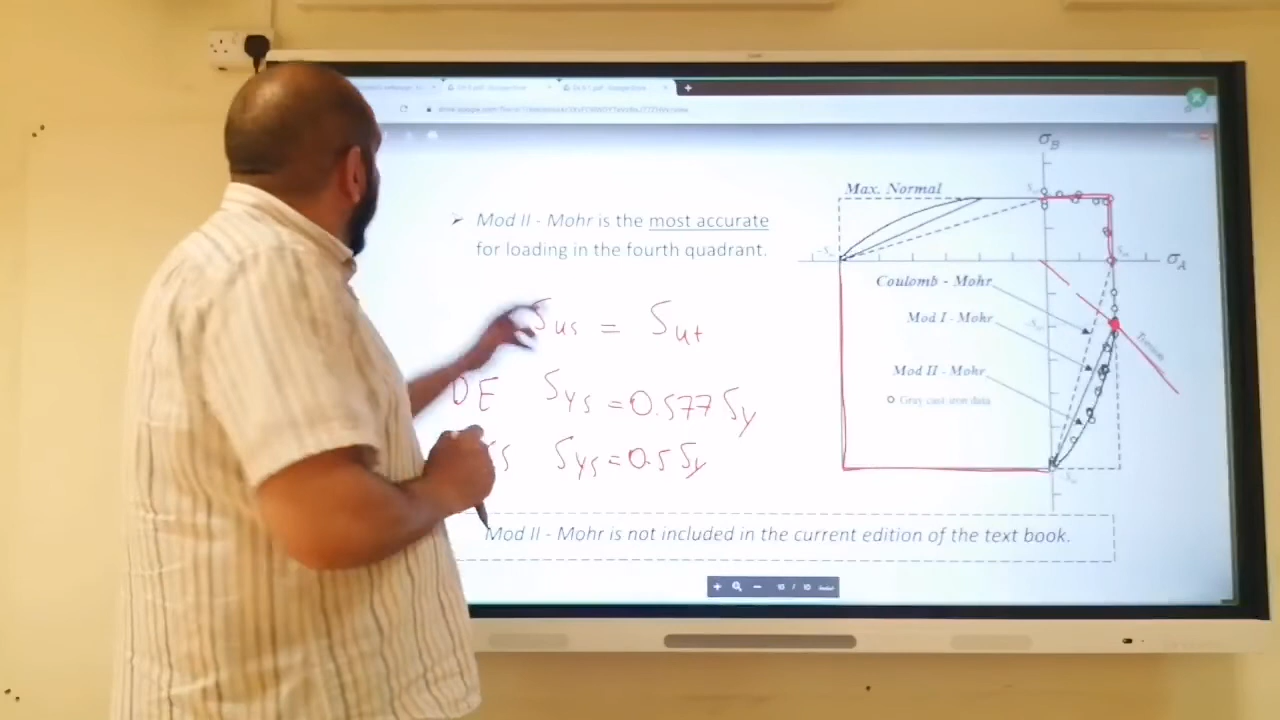 ➢ Mod II - Mohr is the most accurate
for loading in the fourth quadrant.
Sus = Sut
DE Sys = 0.577 Sy
Sys = 0.5 Sy
Mod II - Mohr is not included in the current edition of the text book.
σB
Max. Normal
σA
Coulomb - Mohr
Mod I - Mohr
Torsion
Mod II - Mohr
Gray cast iron data
10 / 10